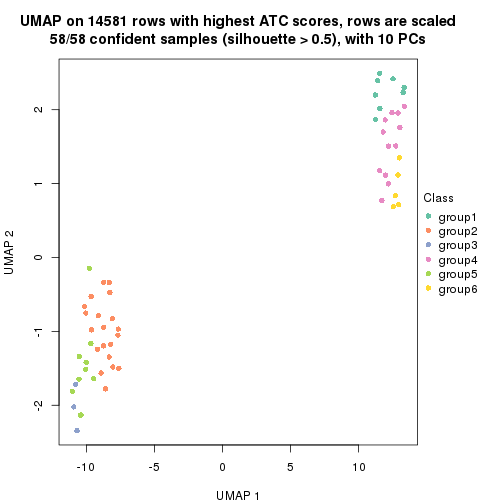 UMAP on 14581 rows with highest ATC scores, rows are scaled
58/58 confident samples (silhouette > 0.5), with 10 PCs
2
1
0
-1
-2
UMAP 2
-10
-5
0
5
10
UMAP 1
Class
group1
group2
group3
group4
group5
group6